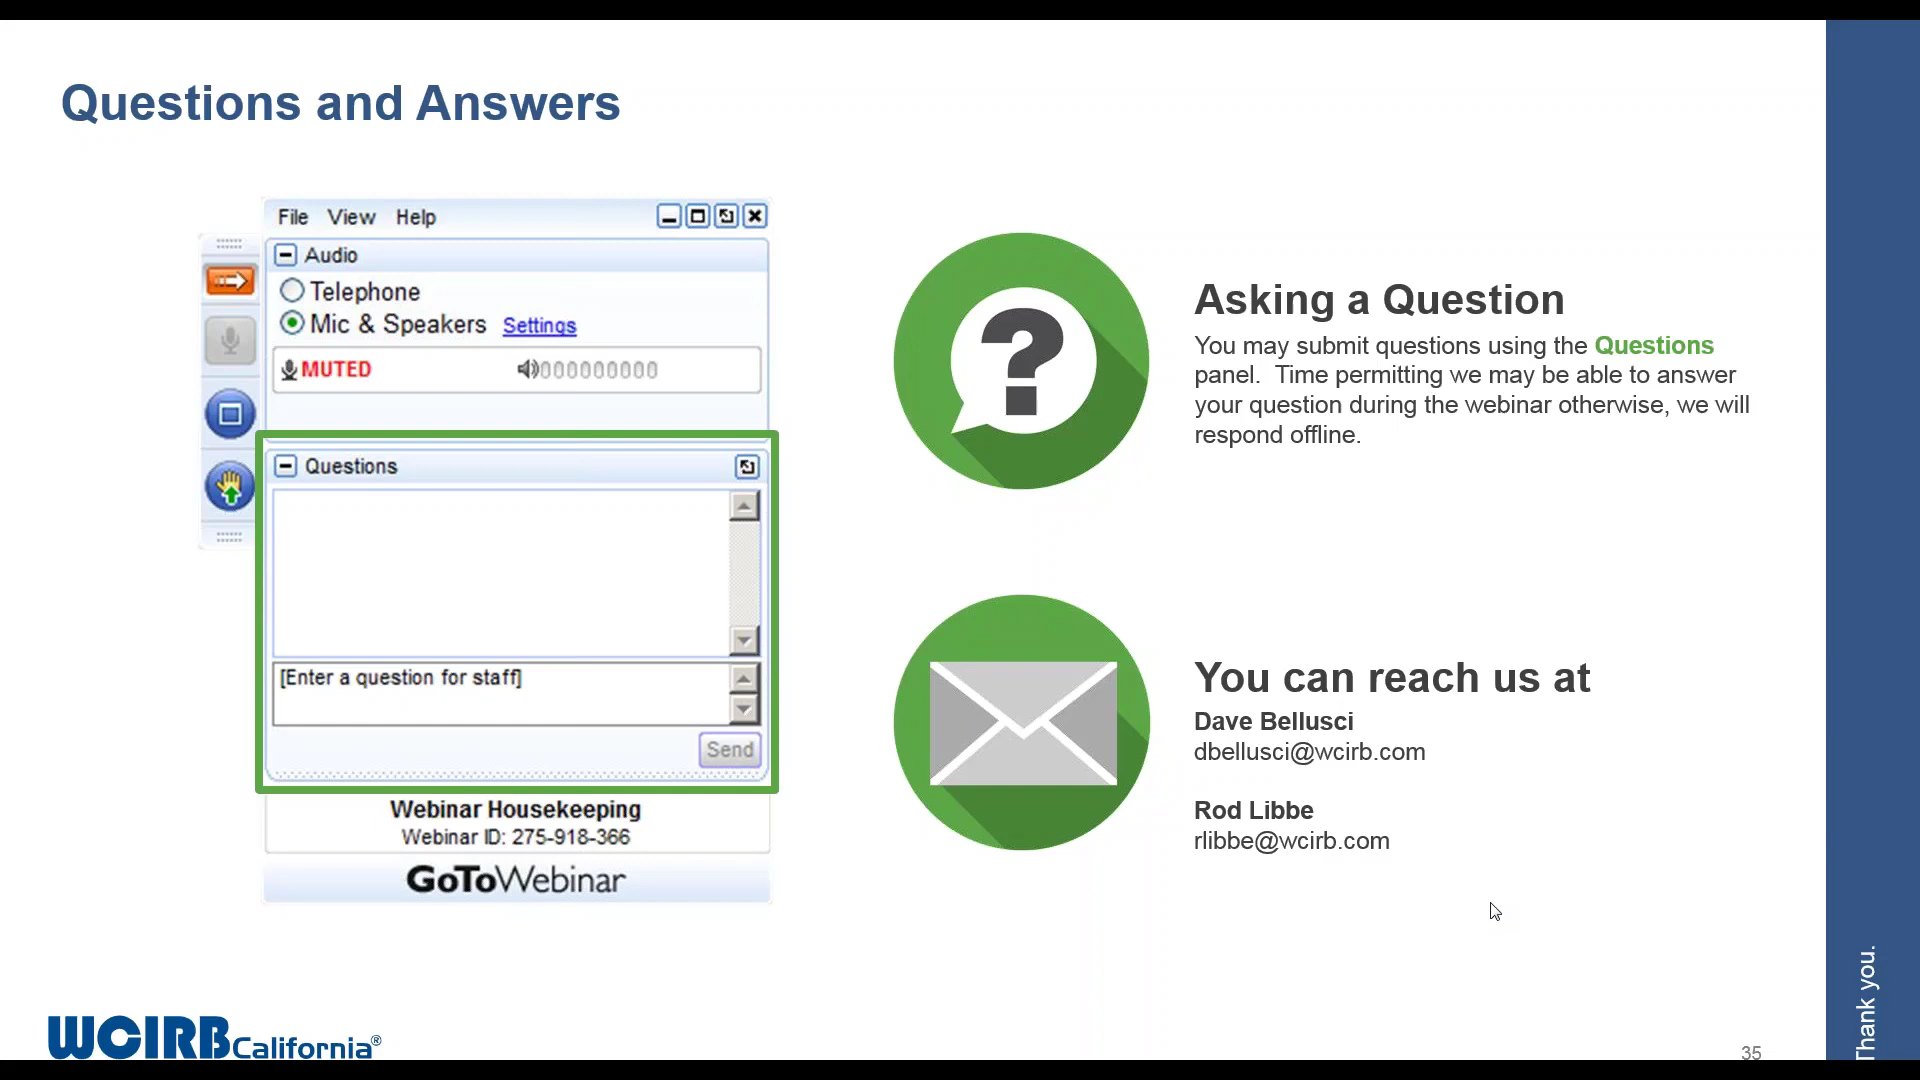 Questions and Answers
File View Help
Audio
Telephone
Mic & Speakers Settings
MUTED 000000000
Questions
[Enter a question for staff]
Send
Webinar Housekeeping
Webinar ID: 275-918-366
GoToWebinar
?
Asking a Question
You may submit questions using the Questions
panel.  Time permitting we may be able to answer
your question during the webinar otherwise, we will
respond offline.
You can reach us at
Dave Bellusci
dbellusci@wcirb.com
Rod Libbe
rlibbe@wcirb.com
WCIRB California®
35
Thank you.